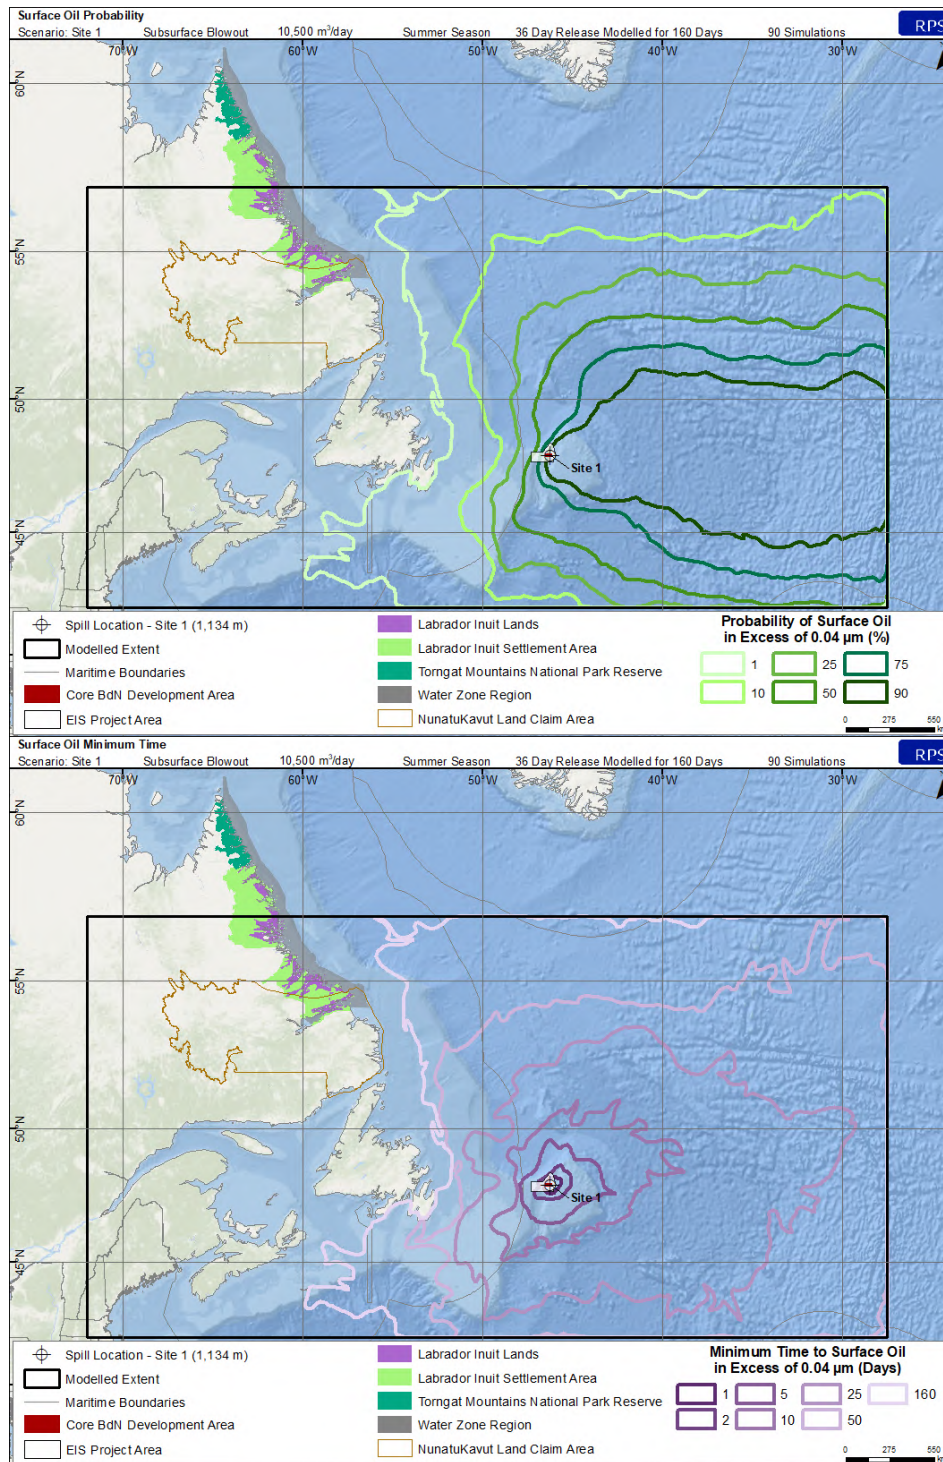 Surface Oil Probability
Scenario: Site 1 Subsurface Blowout 10,500 m³/day Summer Season 36 Day Release Modelled for 160 Days 90 Simulations
RPS
70°W 60°W 50°W 40°W 30°W
60°N
55°N
50°N
45°N
Site 1
Spill Location - Site 1 (1,134 m)
Modelled Extent
Maritime Boundaries
Core BdN Development Area
EIS Project Area
Labrador Inuit Lands
Labrador Inuit Settlement Area
Torngat Mountains National Park Reserve
Water Zone Region
NunatuKavut Land Claim Area
Probability of Surface Oil
in Excess of 0.04 µm (%)
1 25 75
10 50 90
0 275 550
km
Surface Oil Minimum Time
Scenario: Site 1 Subsurface Blowout 10,500 m³/day Summer Season 36 Day Release Modelled for 160 Days 90 Simulations
RPS
70°W 60°W 50°W 40°W 30°W
60°N
55°N
50°N
45°N
Site 1
Spill Location - Site 1 (1,134 m)
Modelled Extent
Maritime Boundaries
Core BdN Development Area
EIS Project Area
Labrador Inuit Lands
Labrador Inuit Settlement Area
Torngat Mountains National Park Reserve
Water Zone Region
NunatuKavut Land Claim Area
Minimum Time to Surface Oil
in Excess of 0.04 µm (Days)
1 5 25 160
2 10 50
0 275 550
km